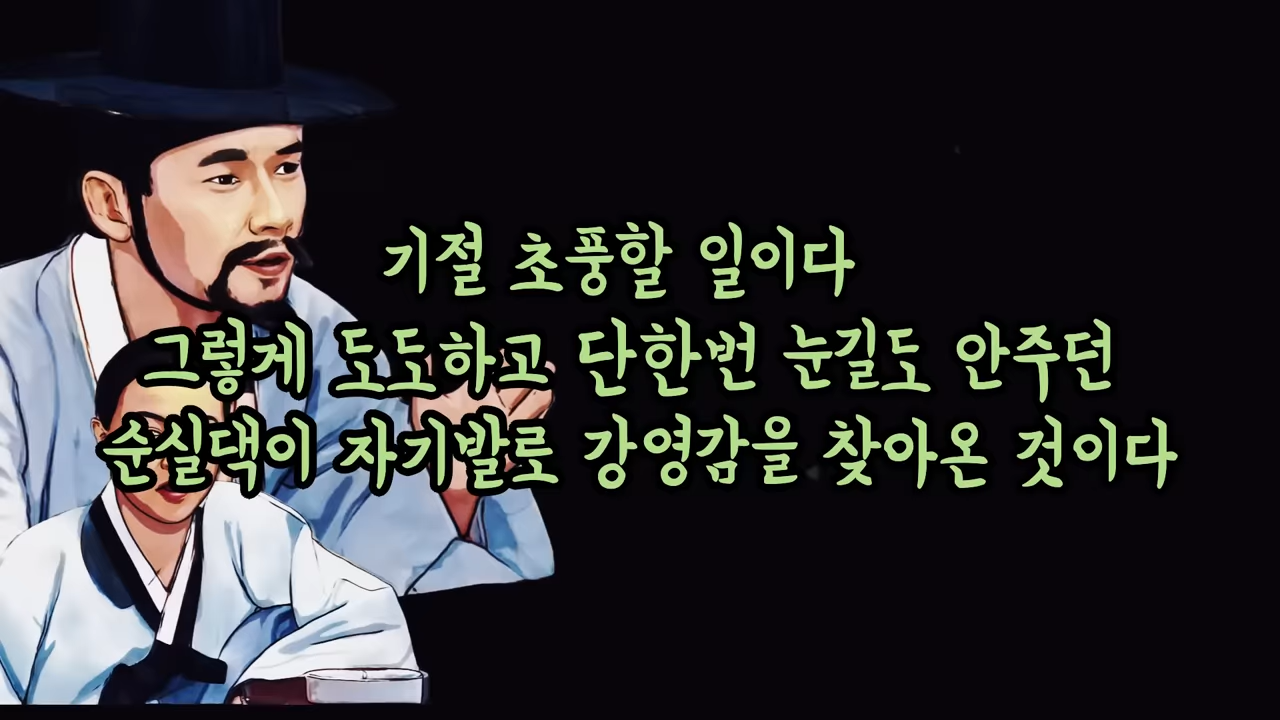 기절 초풍할 일이다
그렇게 도도하고 단한번 눈길도 안주던
순실댁이 자기발로 강영감을 찾아온 것이다